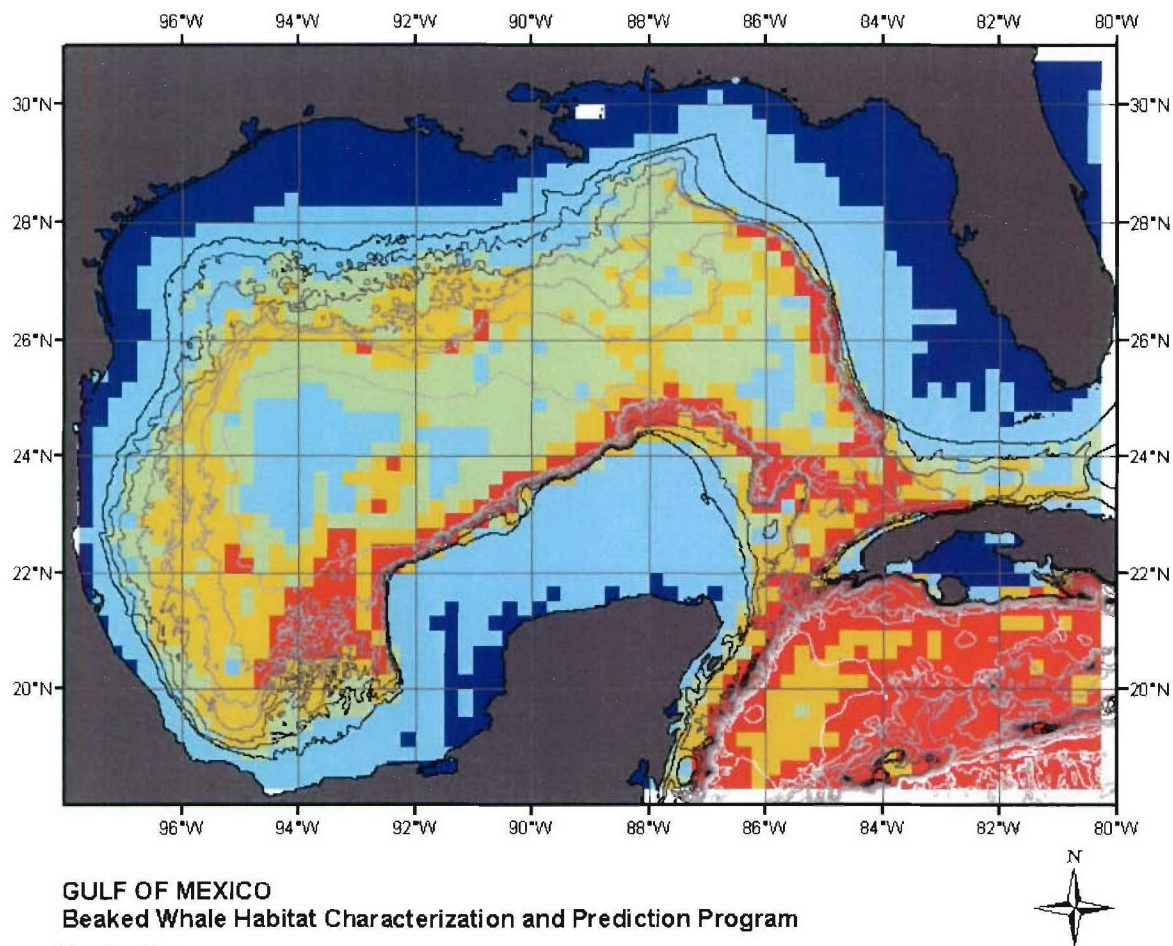 96°W 94°W 92°W 90°W 88°W 86°W 84°W 82°W 80°W
30°N 30°N
28°N 28°N
26°N 26°N
24°N 24°N
22°N 22°N
20°N 20°N
96°W 94°W 92°W 90°W 88°W 86°W 84°W 82°W 80°W
N
GULF OF MEXICO
Beaked Whale Habitat Characterization and Prediction Program